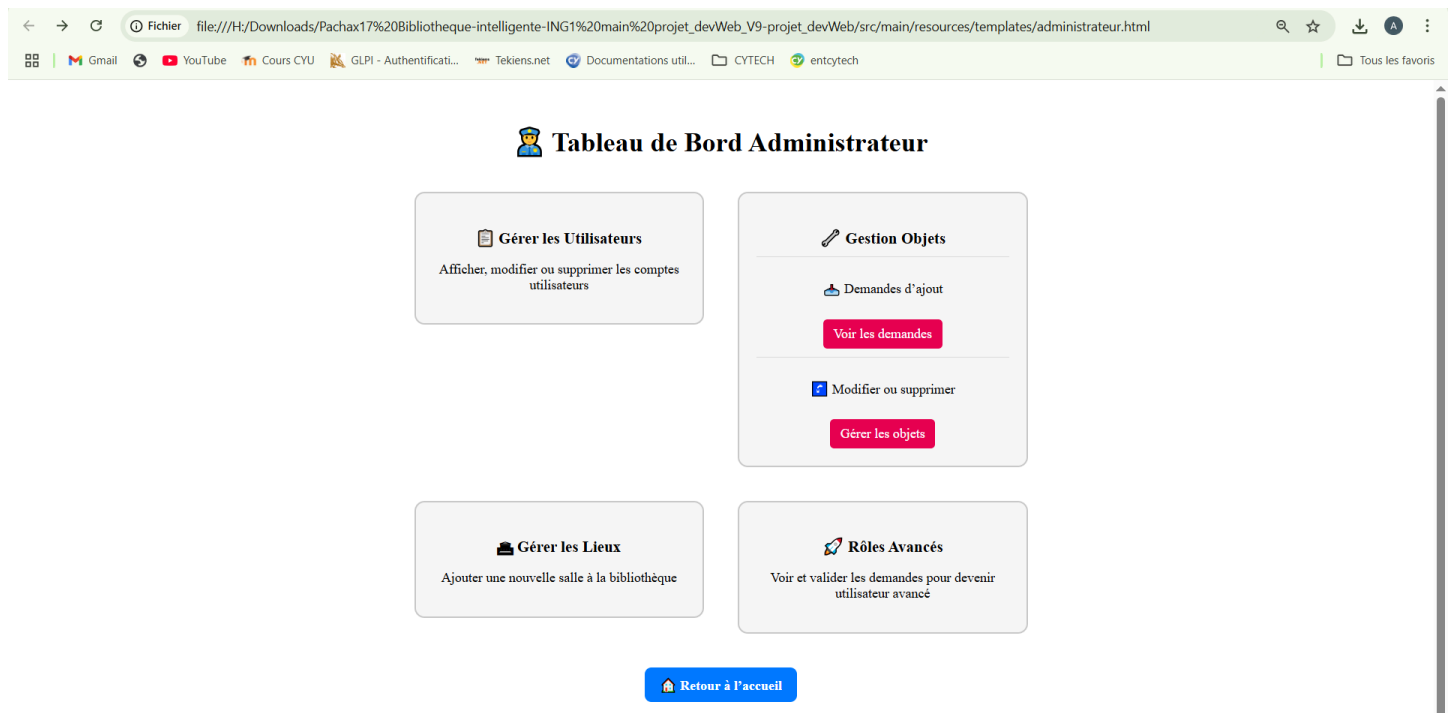 Fichier
file:///H:/Downloads/Pachax17%20Bibliotheque-intelligente-ING1%20main%20projet_devWeb_V9-projet_devWeb/src/main/resources/templates/administrateur.html
A
Gmail
YouTube
Cours CYU
GLPI - Authentificati...
Tekiens.net
Documentations util...
CYTECH
entcytech
Tous les favoris
Tableau de Bord Administrateur
Gérer les Utilisateurs
Afficher, modifier ou supprimer les comptes
utilisateurs
Gestion Objets
Demandes d’ajout
Voir les demandes
Modifier ou supprimer
Gérer les objets
Gérer les Lieux
Ajouter une nouvelle salle à la bibliothèque
Rôles Avancés
Voir et valider les demandes pour devenir
utilisateur avancé
Retour à l’accueil